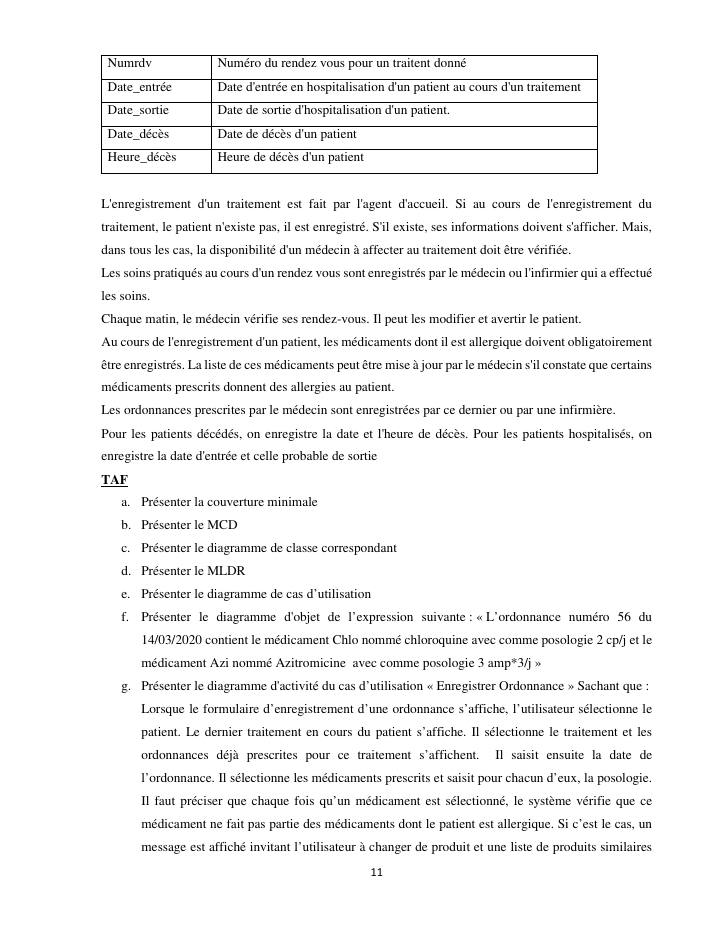 Numrdv Numéro du rendez vous pour un traitent donné
Date_entrée Date d'entrée en hospitalisation d'un patient au cours d'un traitement
Date_sortie Date de sortie d'hospitalisation d'un patient.
Date_décès Date de décès d'un patient
Heure_décès Heure de décès d'un patient
L'enregistrement d'un traitement est fait par l'agent d'accueil. Si au cours de l'enregistrement du
traitement, le patient n'existe pas, il est enregistré. S'il existe, ses informations doivent s'afficher. Mais,
dans tous les cas, la disponibilité d'un médecin à affecter au traitement doit être vérifiée.
Les soins pratiqués au cours d'un rendez vous sont enregistrés par le médecin ou l'infirmier qui a effectué
les soins.
Chaque matin, le médecin vérifie ses rendez-vous. Il peut les modifier et avertir le patient.
Au cours de l'enregistrement d'un patient, les médicaments dont il est allergique doivent obligatoirement
être enregistrés. La liste de ces médicaments peut être mise à jour par le médecin s'il constate que certains
médicaments prescrits donnent des allergies au patient.
Les ordonnances prescrites par le médecin sont enregistrées par ce dernier ou par une infirmière.
Pour les patients décédés, on enregistre la date et l'heure de décès. Pour les patients hospitalisés, on
enregistre la date d'entrée et celle probable de sortie
TAF
a. Présenter la couverture minimale
b. Présenter le MCD
c. Présenter le diagramme de classe correspondant
d. Présenter le MLDR
e. Présenter le diagramme de cas d’utilisation
f. Présenter le diagramme d'objet de l’expression suivante : « L’ordonnance numéro 56 du
14/03/2020 contient le médicament Chlo nommé chloroquine avec comme posologie 2 cp/j et le
médicament Azi nommé Azitromicine avec comme posologie 3 amp*3/j »
g. Présenter le diagramme d'activité du cas d’utilisation « Enregistrer Ordonnance » Sachant que :
Lorsque le formulaire d’enregistrement d’une ordonnance s’affiche, l’utilisateur sélectionne le
patient. Le dernier traitement en cours du patient s’affiche. Il sélectionne le traitement et les
ordonnances déjà prescrites pour ce traitement s’affichent. Il saisit ensuite la date de
l’ordonnance. Il sélectionne les médicaments prescrits et saisit pour chacun d’eux, la posologie.
Il faut préciser que chaque fois qu’un médicament est sélectionné, le système vérifie que ce
médicament ne fait pas partie des médicaments dont le patient est allergique. Si c’est le cas, un
message est affiché invitant l’utilisateur à changer de produit et une liste de produits similaires
11